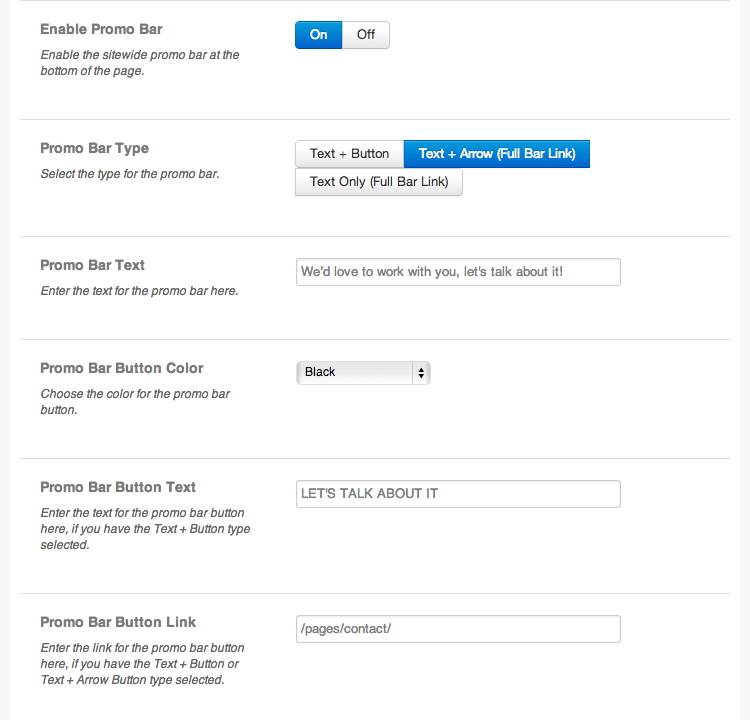 Enable Promo Bar
On Off
Enable the sitewide promo bar at the
bottom of the page.
Promo Bar Type
Text + Button Text + Arrow (Full Bar Link)
Select the type for the promo bar.
Text Only (Full Bar Link)
Promo Bar Text
We'd love to work with you, let's talk about it!
Enter the text for the promo bar here.
Promo Bar Button Color
Black
Choose the color for the promo bar
button.
Promo Bar Button Text
LET'S TALK ABOUT IT
Enter the text for the promo bar button
here, if you have the Text + Button type
selected.
Promo Bar Button Link
/pages/contact/
Enter the link for the promo bar button
here, if you have the Text + Button or
Text + Arrow Button type selected.